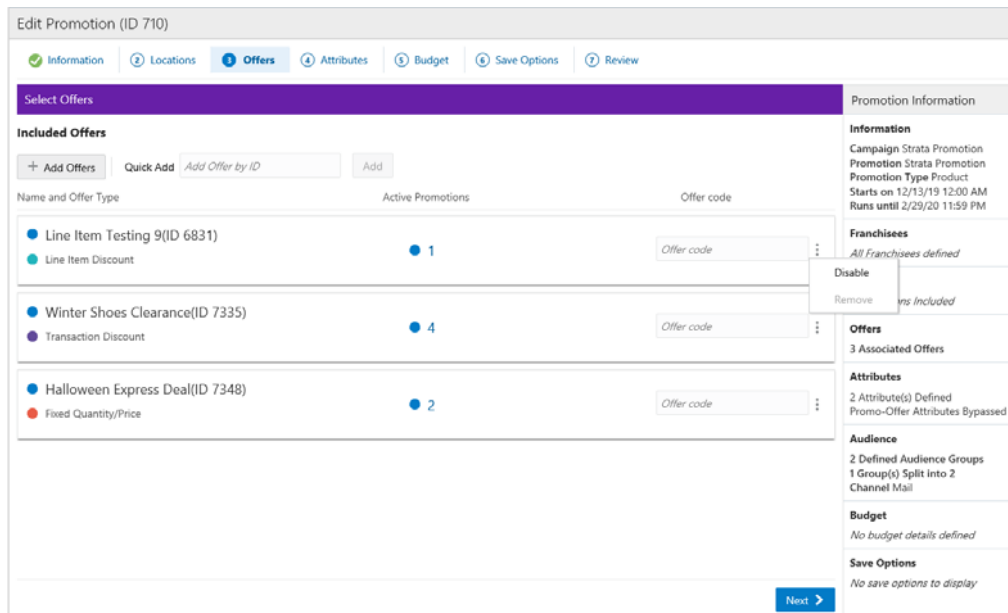 Edit Promotion (ID 710)
Information
2 Locations
3 Offers
4 Attributes
5 Budget
6 Save Options
7 Review
Select Offers
Included Offers
+ Add Offers
Quick Add
Add Offer by ID
Add
Name and Offer Type
Active Promotions
Offer code
Line Item Testing 9(ID 6831)
Line Item Discount
1
Offer code
Disable
Remove
Winter Shoes Clearance(ID 7335)
Transaction Discount
4
Offer code
Halloween Express Deal(ID 7348)
Fixed Quantity/Price
2
Offer code
Next
Promotion Information
Information
Campaign Strata Promotion
Promotion Strata Promotion
Promotion Type Product
Starts on 12/13/19 12:00 AM
Runs until 2/29/20 11:59 PM
Franchisees
All Franchisees defined
Included
Offers
3 Associated Offers
Attributes
2 Attribute(s) Defined
Promo-Offer Attributes Bypassed
Audience
2 Defined Audience Groups
1 Group(s) Split into 2
Channel Mail
Budget
No budget details defined
Save Options
No save options to display